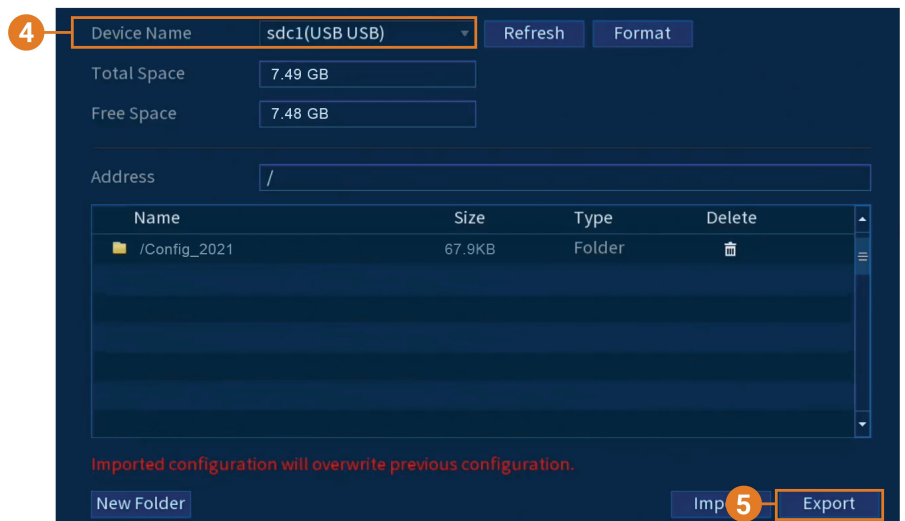 4 Device Name sdc1(USB USB) Refresh Format
Total Space 7.49 GB
Free Space 7.48 GB
Address /
Name Size Type Delete
/Config_2021 67.9KB Folder
Imported configuration will overwrite previous configuration.
New Folder Imp 5 Export